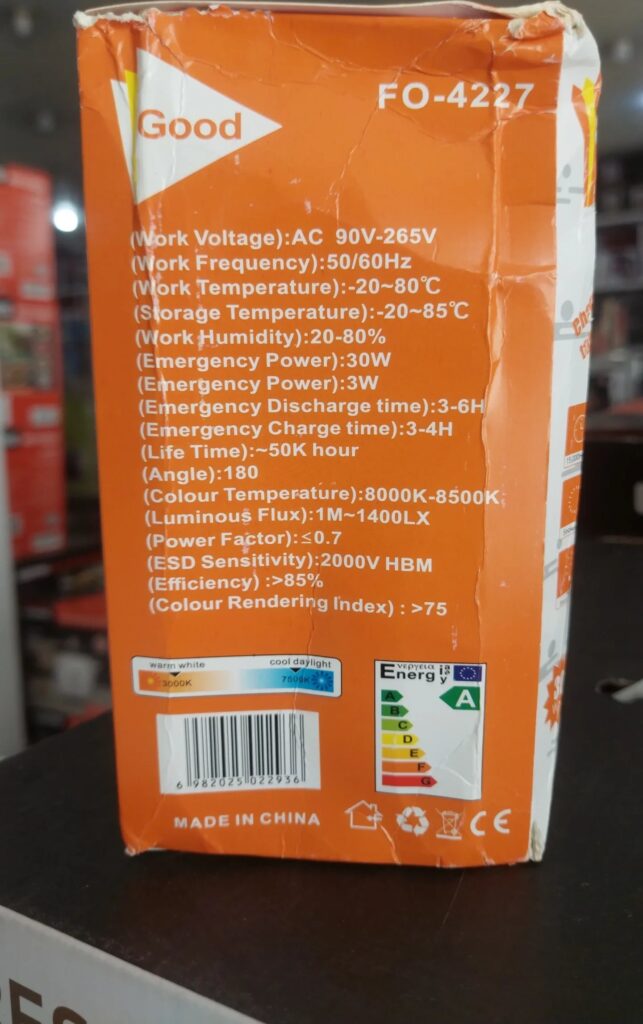 Good
FO-4227
(Work Voltage):AC 90V-265V
(Work Frequency):50/60Hz
(Work Temperature):-20~80℃
(Storage Temperature):-20~85℃
(Work Humidity):20-80%
(Emergency Power):30W
(Emergency Power):3W
(Emergency Discharge time):3-6H
(Emergency Charge time):3-4H
(Life Time):~50K hour
(Angle):180
(Colour Temperature):8000K-8500K
(Luminous Flux):1M~1400LX
(Power Factor):≤0.7
(ESD Sensitivity):2000V HBM
(Efficiency) :>85%
(Colour Rendering Index) : >75
warm white cool daylight
3000K 7500K
Energ
A
A
B
C
D
E
F
G
6 982025 022936
MADE IN CHINA
CE